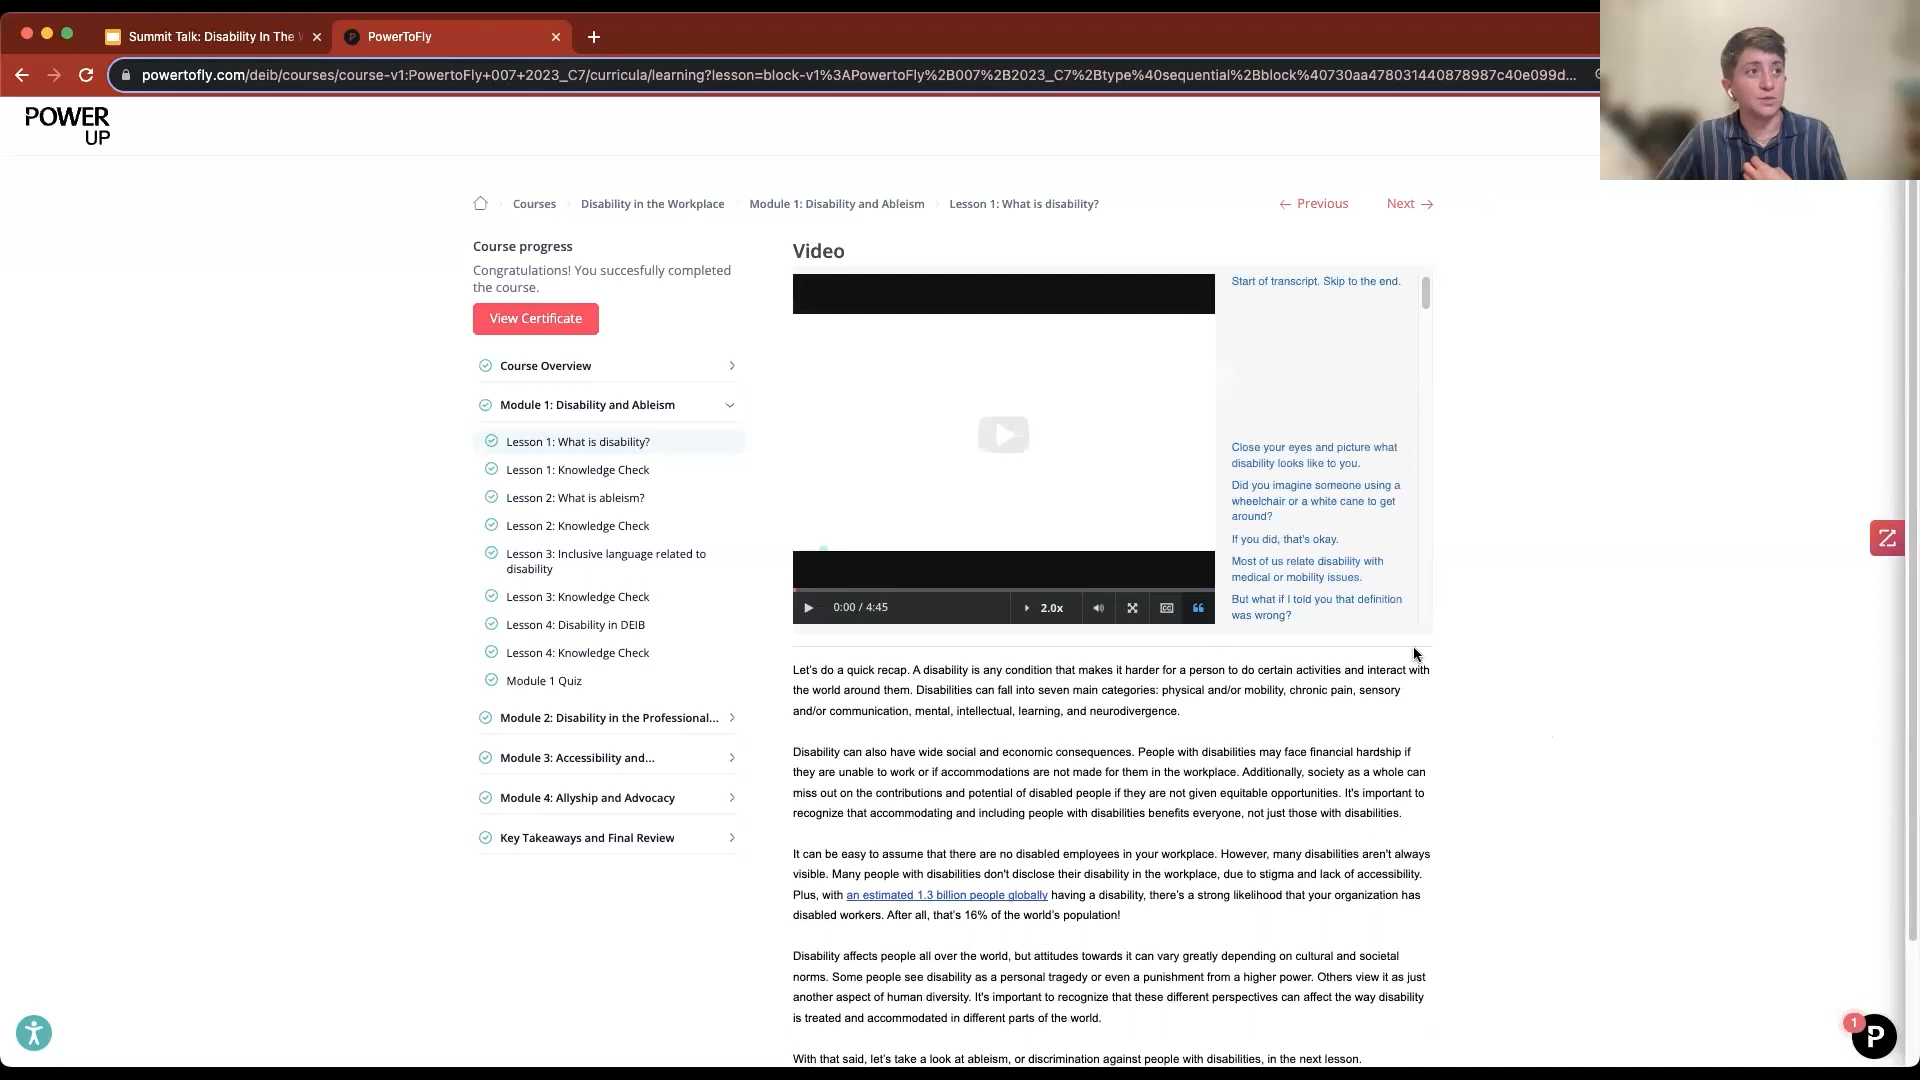 Summit Talk: Disability In The
PowerToFly
powertofly.com/deib/courses/course-v1:PowertoFly+007+2023_C7/curricula/learning?lesson=block-v1%3APowertoFly%2B007%2B2023_C7%2Btype%40sequential%2Bblock%40730aa478031440878987c40e099d...
POWER
UP
Courses
Disability in the Workplace
Module 1: Disability and Ableism
Lesson 1: What is disability?
← Previous
Next →
Course progress
Congratulations! You succesfully completed
the course.
View Certificate
Course Overview
Module 1: Disability and Ableism
Lesson 1: What is disability?
Lesson 1: Knowledge Check
Lesson 2: What is ableism?
Lesson 2: Knowledge Check
Lesson 3: Inclusive language related to
disability
Lesson 3: Knowledge Check
Lesson 4: Disability in DEIB
Lesson 4: Knowledge Check
Module 1 Quiz
Module 2: Disability in the Professional...
Module 3: Accessibility and...
Module 4: Allyship and Advocacy
Key Takeaways and Final Review
Video
Start of transcript. Skip to the end.
Close your eyes and picture what
disability looks like to you.
Did you imagine someone using a
wheelchair or a white cane to get
around?
If you did, that's okay.
Most of us relate disability with
medical or mobility issues.
But what if I told you that definition
was wrong?
0:00 / 4:45
2.0x
CC
Let's do a quick recap. A disability is any condition that makes it harder for a person to do certain activities and interact with
the world around them. Disabilities can fall into seven main categories: physical and/or mobility, chronic pain, sensory
and/or communication, mental, intellectual, learning, and neurodivergence.
Disability can also have wide social and economic consequences. People with disabilities may face financial hardship if
they are unable to work or if accommodations are not made for them in the workplace. Additionally, society as a whole can
miss out on the contributions and potential of disabled people if they are not given equitable opportunities. It's important to
recognize that accommodating and including people with disabilities benefits everyone, not just those with disabilities.
It can be easy to assume that there are no disabled employees in your workplace. However, many disabilities aren't always
visible. Many people with disabilities don't disclose their disability in the workplace, due to stigma and lack of accessibility.
Plus, with an estimated 1.3 billion people globally having a disability, there's a strong likelihood that your organization has
disabled workers. After all, that's 16% of the world's population!
Disability affects people all over the world, but attitudes towards it can vary greatly depending on cultural and societal
norms. Some people see disability as a personal tragedy or even a punishment from a higher power. Others view it as just
another aspect of human diversity. It's important to recognize that these different perspectives can affect the way disability
is treated and accommodated in different parts of the world.
With that said, let's take a look at ableism, or discrimination against people with disabilities, in the next lesson.
1
P